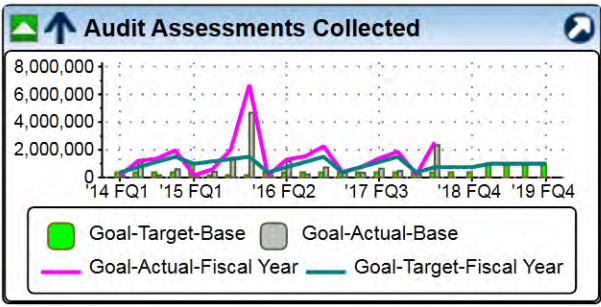 Audit Assessments Collected
8,000,000
6,000,000
4,000,000
2,000,000
0
'14 FQ1 '15 FQ1 '16 FQ2 '17 FQ3 '18 FQ4 '19 FQ4
Goal-Target-Base Goal-Actual-Base
Goal-Actual-Fiscal Year Goal-Target-Fiscal Year